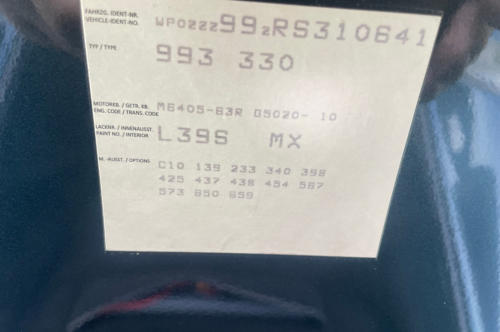 FAHRZG. IDENT-NR. WP0ZZZ99ZRS310641
VEHICLE-IDENT-NO.
TYP / TYPE 993 330
MOTORKB. / GETR. KB. M6405-63R G5020- 10
ENG. CODE / TRANS. CODE
LACKNR. / INNENAUSST. L39S MX
PAINT NO. / INTERIOR
M. -AUSST. / OPTIONS C10 139 233 340 398
425 437 438 454 567
573 650 659